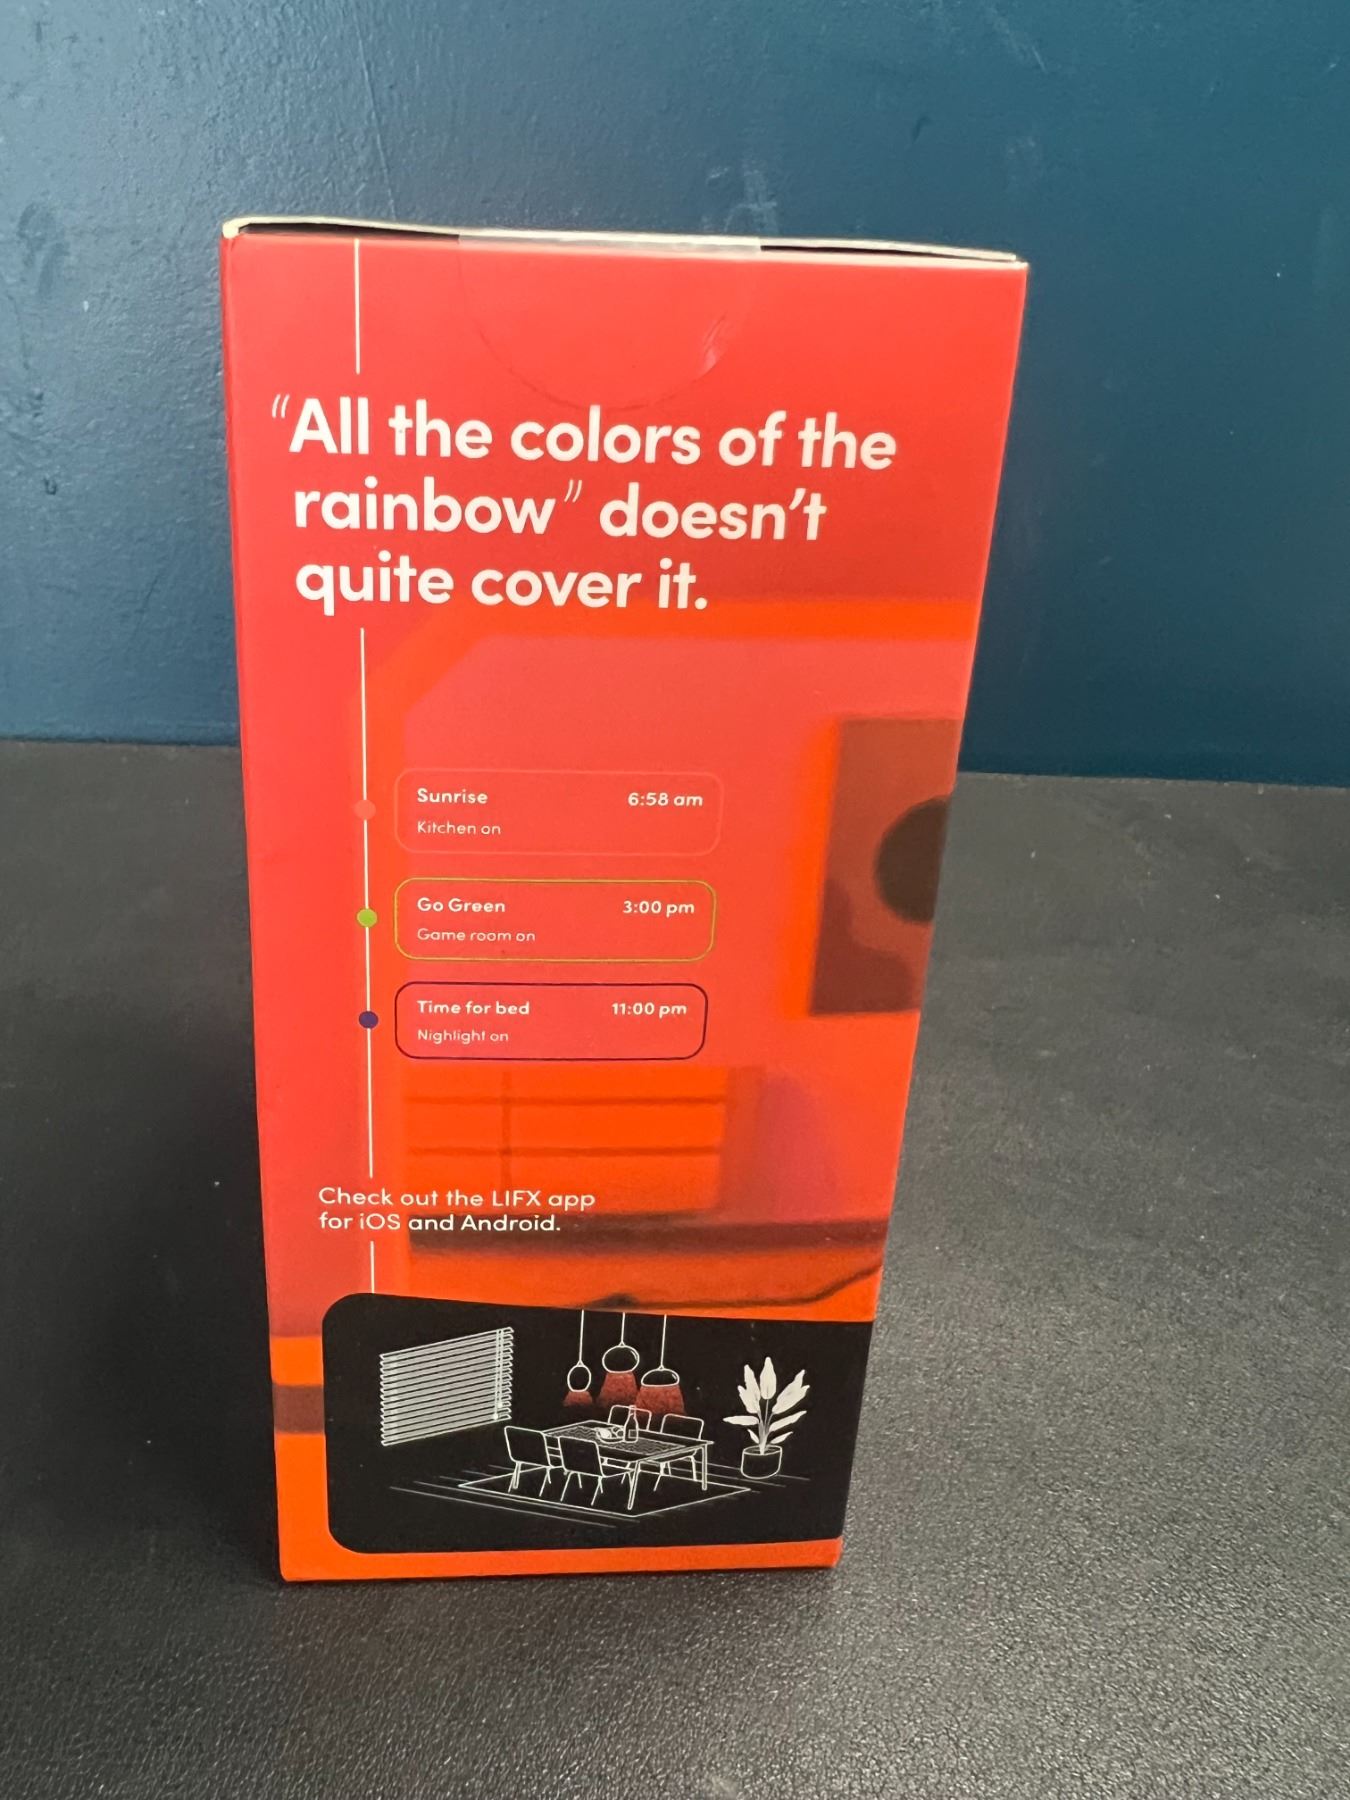 “All the colors of the
rainbow” doesn’t
quite cover it.
Sunrise 6:58 am
Kitchen on
Go Green 3:00 pm
Game room on
Time for bed 11:00 pm
Nighlight on
Check out the LIFX app
for iOS and Android.